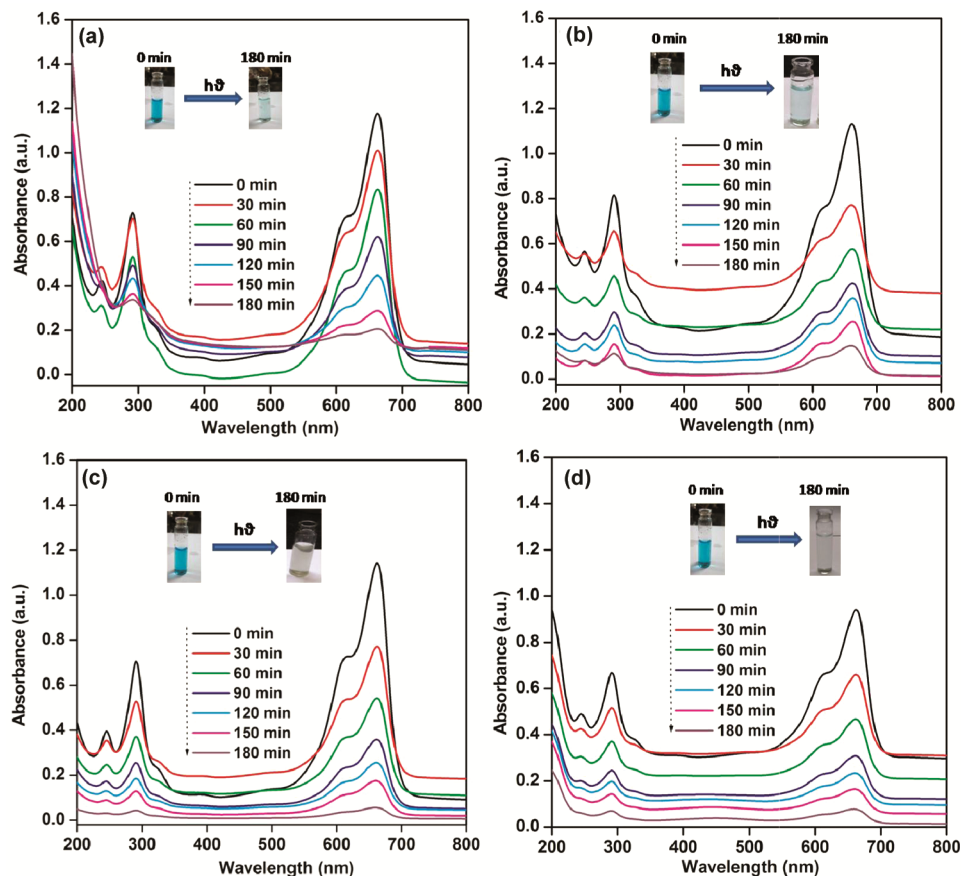 (a)
0 min 180 min
hϑ
0 min
30 min
60 min
90 min
120 min
150 min
180 min
Absorbance (a.u.)
1.6
1.4
1.2
1.0
0.8
0.6
0.4
0.2
0.0
200 300 400 500 600 700 800
Wavelength (nm)
(b)
0 min 180 min
hϑ
0 min
30 min
60 min
90 min
120 min
150 min
180 min
Absorbance (a.u.)
1.6
1.4
1.2
1.0
0.8
0.6
0.4
0.2
0.0
200 300 400 500 600 700 800
Wavelength (nm)
(c)
0 min 180 min
hϑ
0 min
30 min
60 min
90 min
120 min
150 min
180 min
Absorbance (a.u.)
1.6
1.4
1.2
1.0
0.8
0.6
0.4
0.2
0.0
200 300 400 500 600 700 800
Wavelength (nm)
(d)
0 min 180 min
hϑ
0 min
30 min
60 min
90 min
120 min
150 min
180 min
Absorbance (a.u.)
1.6
1.4
1.2
1.0
0.8
0.6
0.4
0.2
0.0
200 300 400 500 600 700 800
Wavelength (nm)